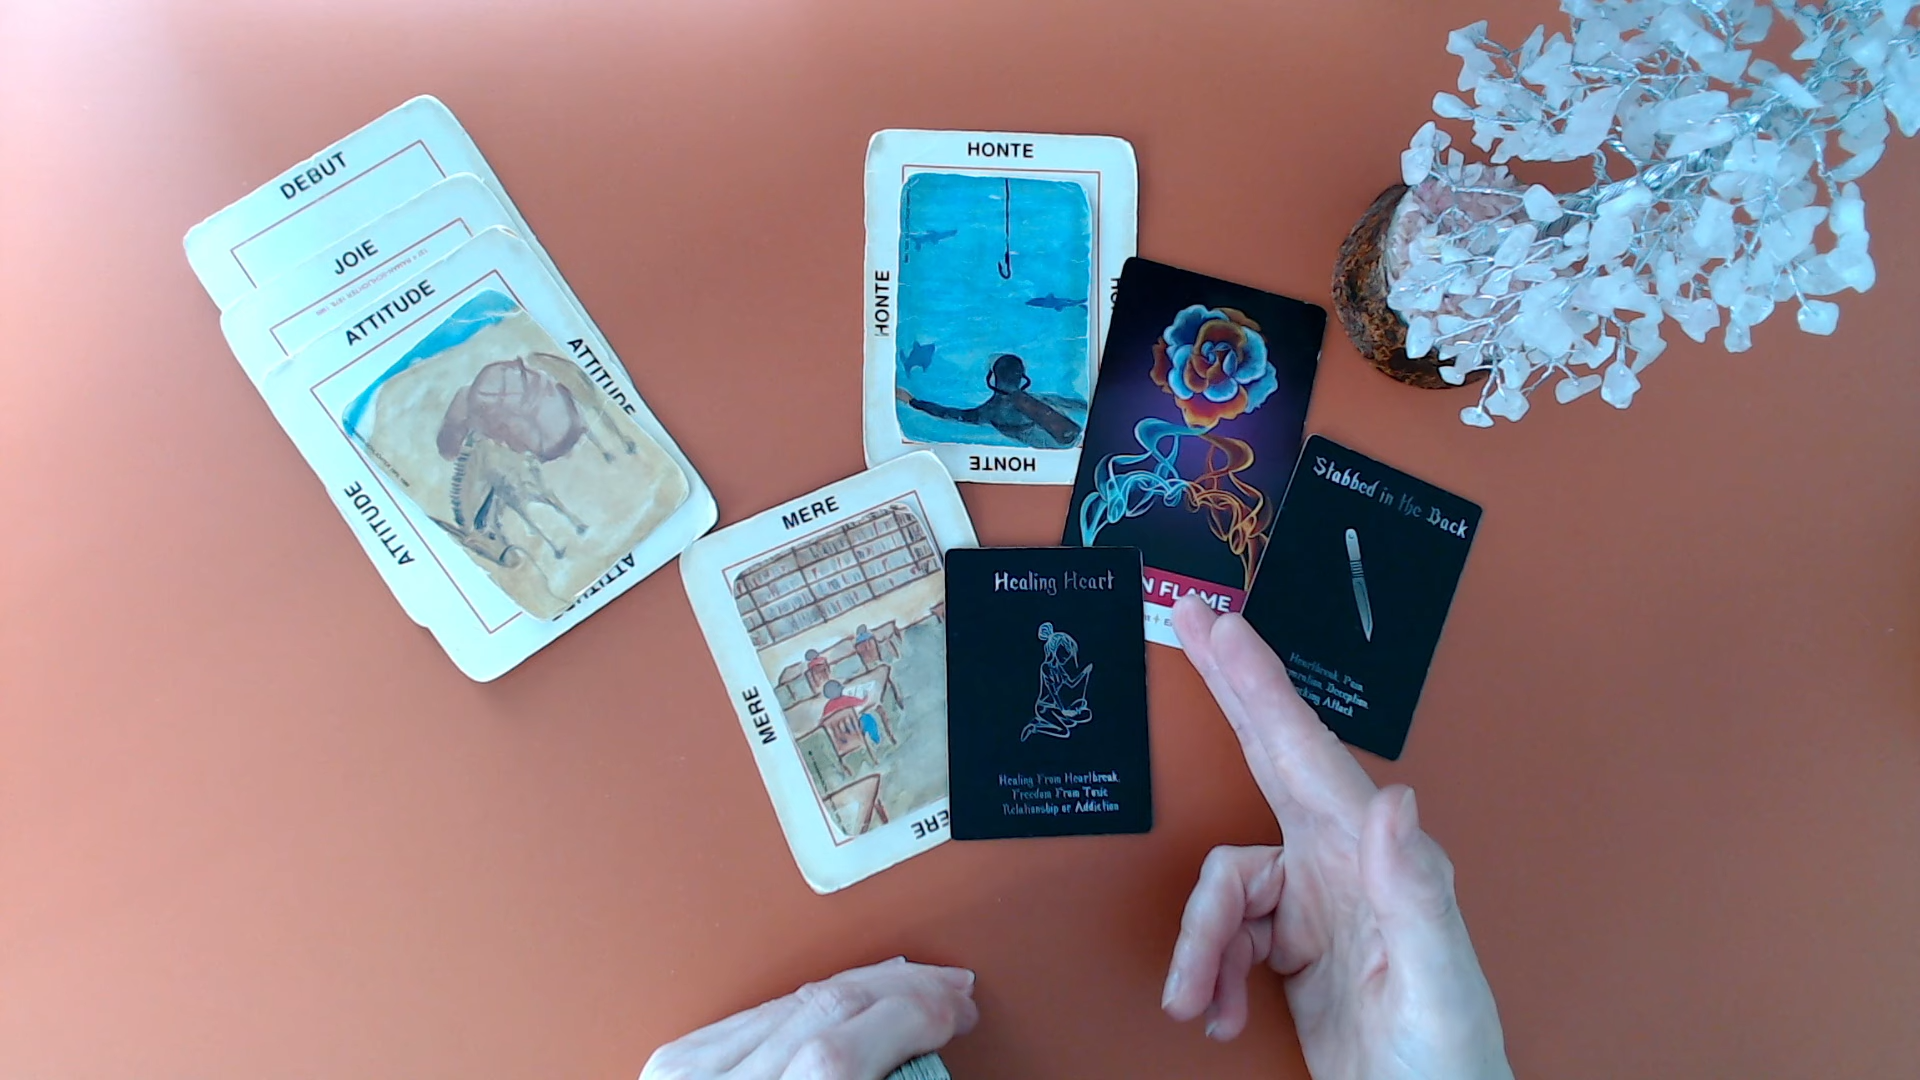 DEBUT
JOIE
ATTITUDE
ATTITUDE
ATTITUDE
HONTE
HONTE
HONTE
MERE
MERE
Healing Heart
Healing From Heartbreak,
Freedom From Toxic
Relationship or Addiction
FLAME
Stabbed in the Back
Heartbreak Pain
Deception
Attack